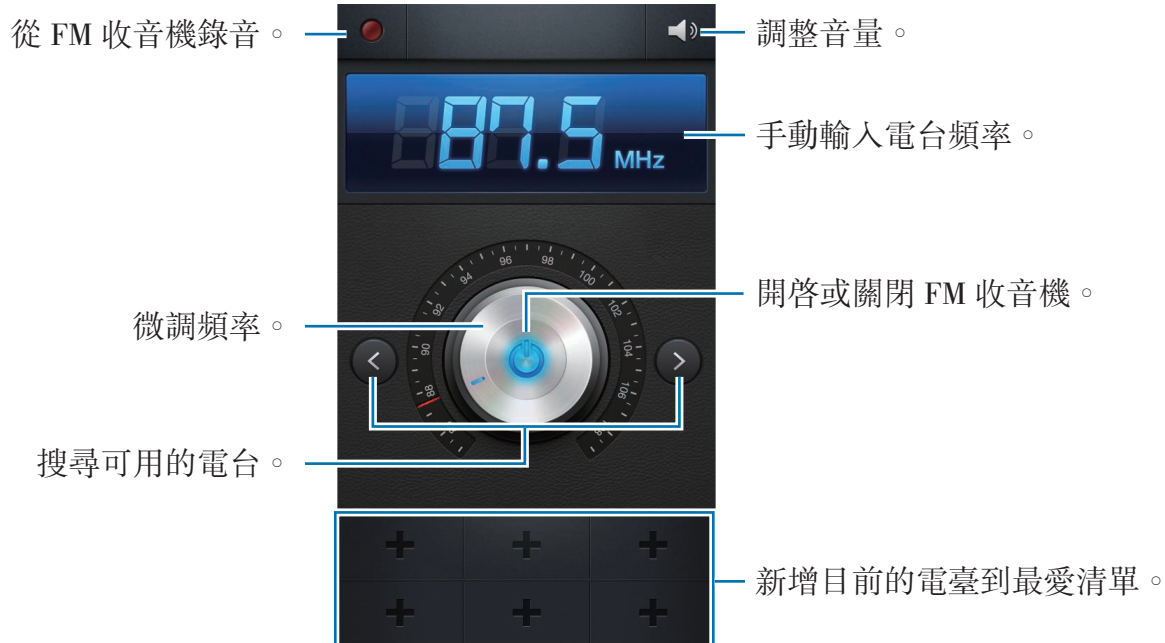 從 FM 收音機錄音。
調整音量。
87.5 MHz
手動輸入電台頻率。
96 98
94 100
92 102
90 104
88 106
開啓或關閉 FM 收音機。
微調頻率。
搜尋可用的電台。
新增目前的電臺到最愛清單。